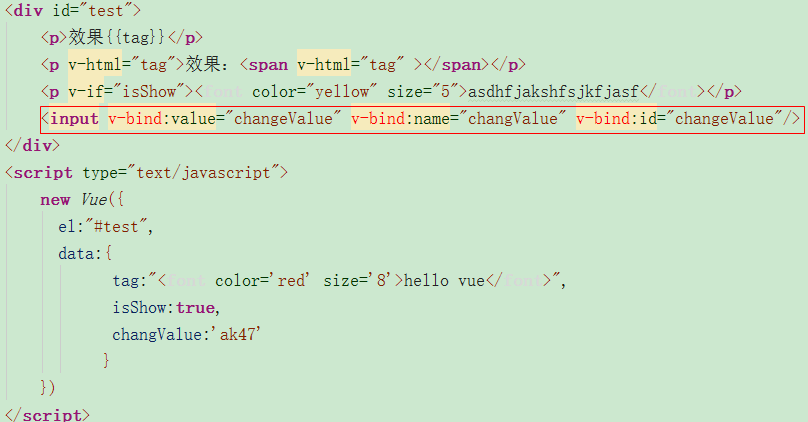 <div id="test">
<p>效果{{tag}}</p>
<p v-html="tag">效果：<span v-html="tag" ></span></p>
<p v-if="isShow"><font color="yellow" size="5">asdhfjakshfsjkfjasf</font></p>
<input v-bind:value="changeValue" v-bind:name="changValue" v-bind:id="changeValue"/>
</div>
<script type="text/javascript">
new Vue({
el:"#test",
data:{
tag:"<font color='red' size='8'>hello vue</font>",
isShow:true,
changValue:'ak47'
}
})
</script>